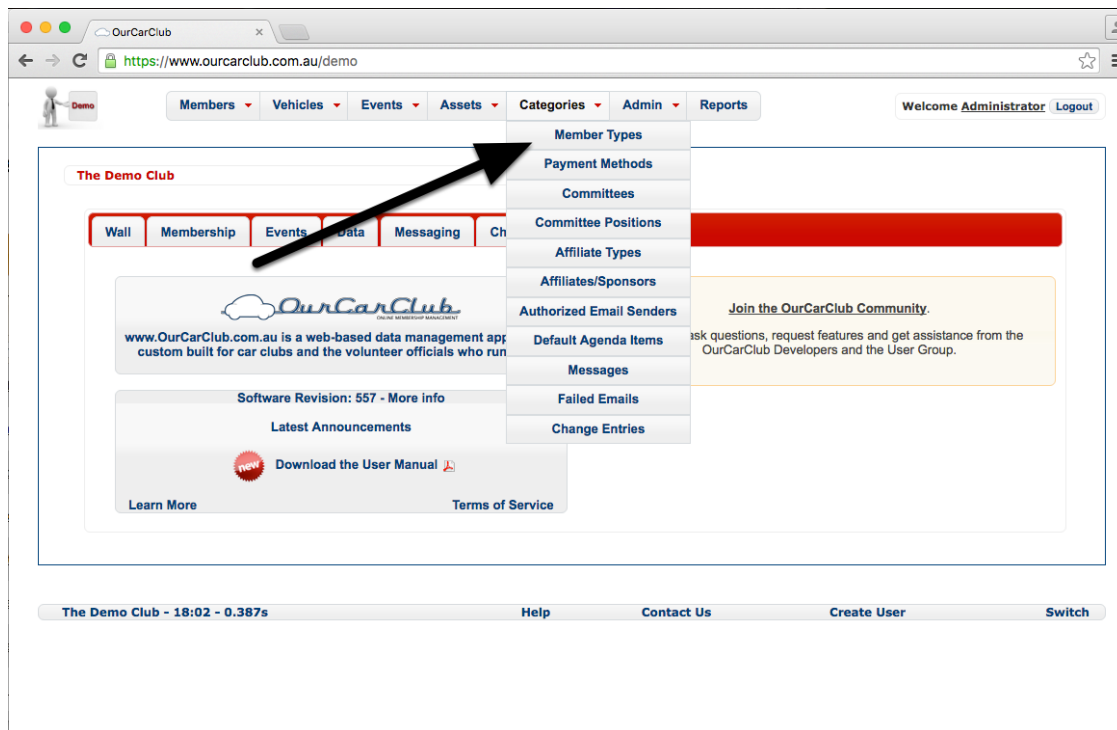 OurCarClub
https://www.ourcarclub.com.au/demo
Demo
Members Vehicles Events Assets Categories Admin Reports
Welcome Administrator Logout
Member Types
Payment Methods
Committees
Committee Positions
Affiliate Types
Affiliates/Sponsors
Authorized Email Senders
Default Agenda Items
Messages
Failed Emails
Change Entries
The Demo Club
Wall Membership Events Data Messaging Ch
OurCarClub
ONLINE MEMBERSHIP MANAGEMENT
www.OurCarClub.com.au is a web-based data management app
custom built for car clubs and the volunteer officials who run
Join the OurCarClub Community.
ask questions, request features and get assistance from the
OurCarClub Developers and the User Group.
Software Revision: 557 - More info
Latest Announcements
new Download the User Manual
Learn More Terms of Service
The Demo Club - 18:02 - 0.387s Help Contact Us Create User Switch